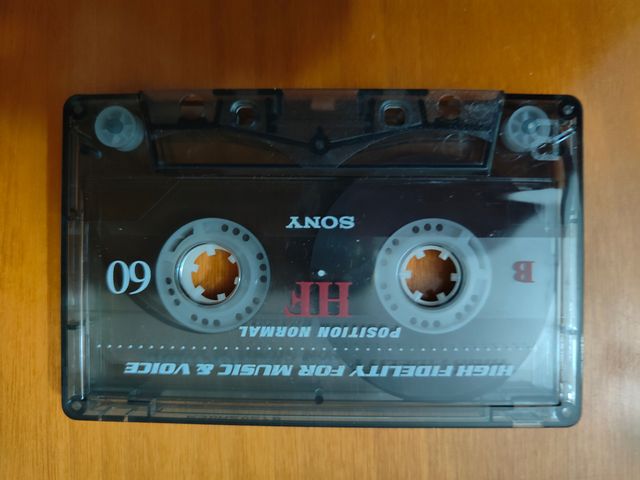 HIGH FIDELITY FOR MUSIC & VOICE
POSITION NORMAL
B HF 60
SONY